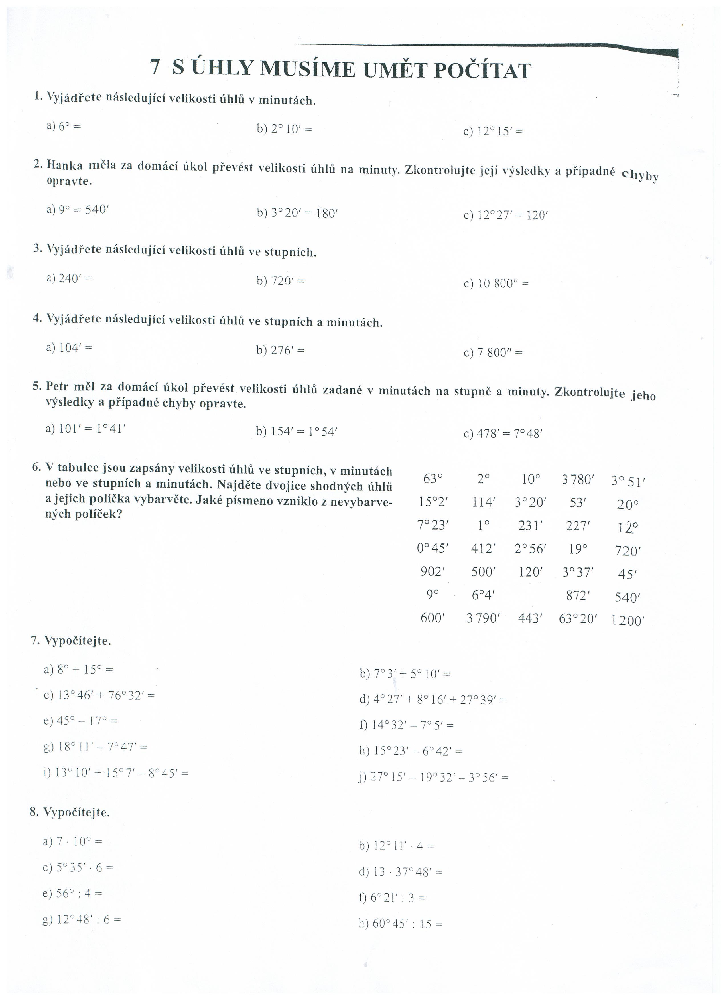 7 S ÚHLY MUSÍME UMĚT POČÍTAT
1. Vyjádřete následující velikosti úhlů v minutách.
a) 6° = b) 2° 10′ = c) 12° 15′ =
2. Hanka měla za domácí úkol převést velikosti úhlů na minuty. Zkontrolujte její výsledky a případné chyby
opravte.
a) 9° = 540′ b) 3° 20′ = 180′ c) 12° 27′ = 120′
3. Vyjádřete následující velikosti úhlů ve stupních.
a) 240′ = b) 720′ = c) 10 800″ =
4. Vyjádřete následující velikosti úhlů ve stupních a minutách.
a) 104′ = b) 276′ = c) 7 800″ =
5. Petr měl za domácí úkol převést velikosti úhlů zadané v minutách na stupně a minuty. Zkontrolujte jeho
výsledky a případné chyby opravte.
a) 101′ = 1° 41′ b) 154′ = 1° 54′ c) 478′ = 7° 48′
6. V tabulce jsou zapsány velikosti úhlů ve stupních, v minutách
nebo ve stupních a minutách. Najděte dvojice shodných úhlů
a jejich políčka vybarvěte. Jaké písmeno vzniklo z nevybarve-
ných políček?
63° 2° 10° 3 780′ 3° 51′
15°2′ 114′ 3° 20′ 53′ 20°
7° 23′ 1° 231′ 227′ 12°
0° 45′ 412′ 2° 56′ 19° 720′
902′ 500′ 120′ 3° 37′ 45′
9° 6°4′ 872′ 540′
600′ 3 790′ 443′ 63° 20′ 1 200′
7. Vypočítejte.
a) 8° + 15° = b) 7° 3′ + 5° 10′ =
c) 13° 46′ + 76° 32′ = d) 4° 27′ + 8° 16′ + 27° 39′ =
e) 45° – 17° = f) 14° 32′ – 7° 5′ =
g) 18° 11′ – 7° 47′ = h) 15° 23′ – 6° 42′ =
i) 13° 10′ + 15° 7′ – 8° 45′ = j) 27° 15′ – 19° 32′ – 3° 56′ =
8. Vypočítejte.
a) 7 · 10° = b) 12° 11′ · 4 =
c) 5° 35′ · 6 = d) 13 · 37° 48′ =
e) 56° : 4 = f) 6° 21′ : 3 =
g) 12° 48′ : 6 = h) 60° 45′ : 15 =